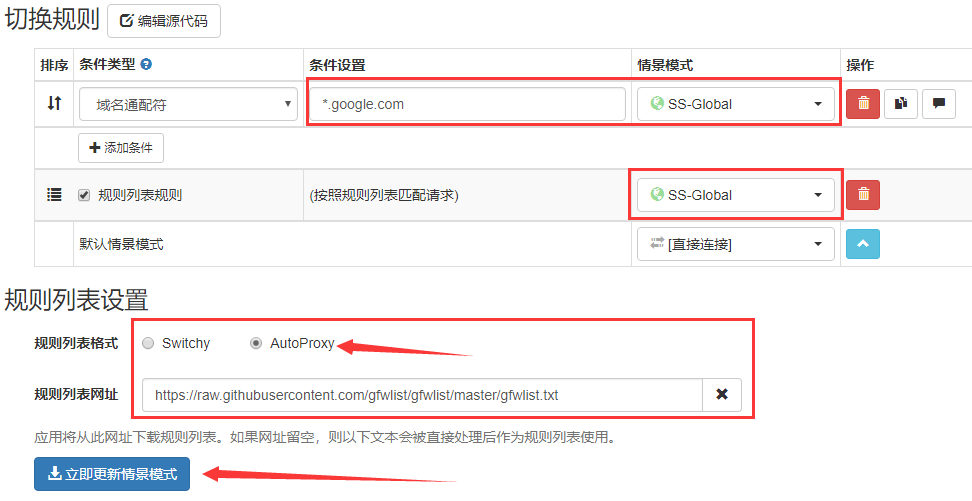 切换规则 编辑源代码
排序 条件类型 条件设置 情景模式 操作
域名通配符 *.google.com SS-Global
添加条件
规则列表规则 (按照规则列表匹配请求) SS-Global
默认情景模式 [直接连接]
规则列表设置
规则列表格式 Switchy AutoProxy
规则列表网址 https://raw.githubusercontent.com/gfwlist/gfwlist/master/gfwlist.txt
应用将从此网址下载规则列表。如果网址留空，则以下文本会被直接处理后作为规则列表使用。
立即更新情景模式